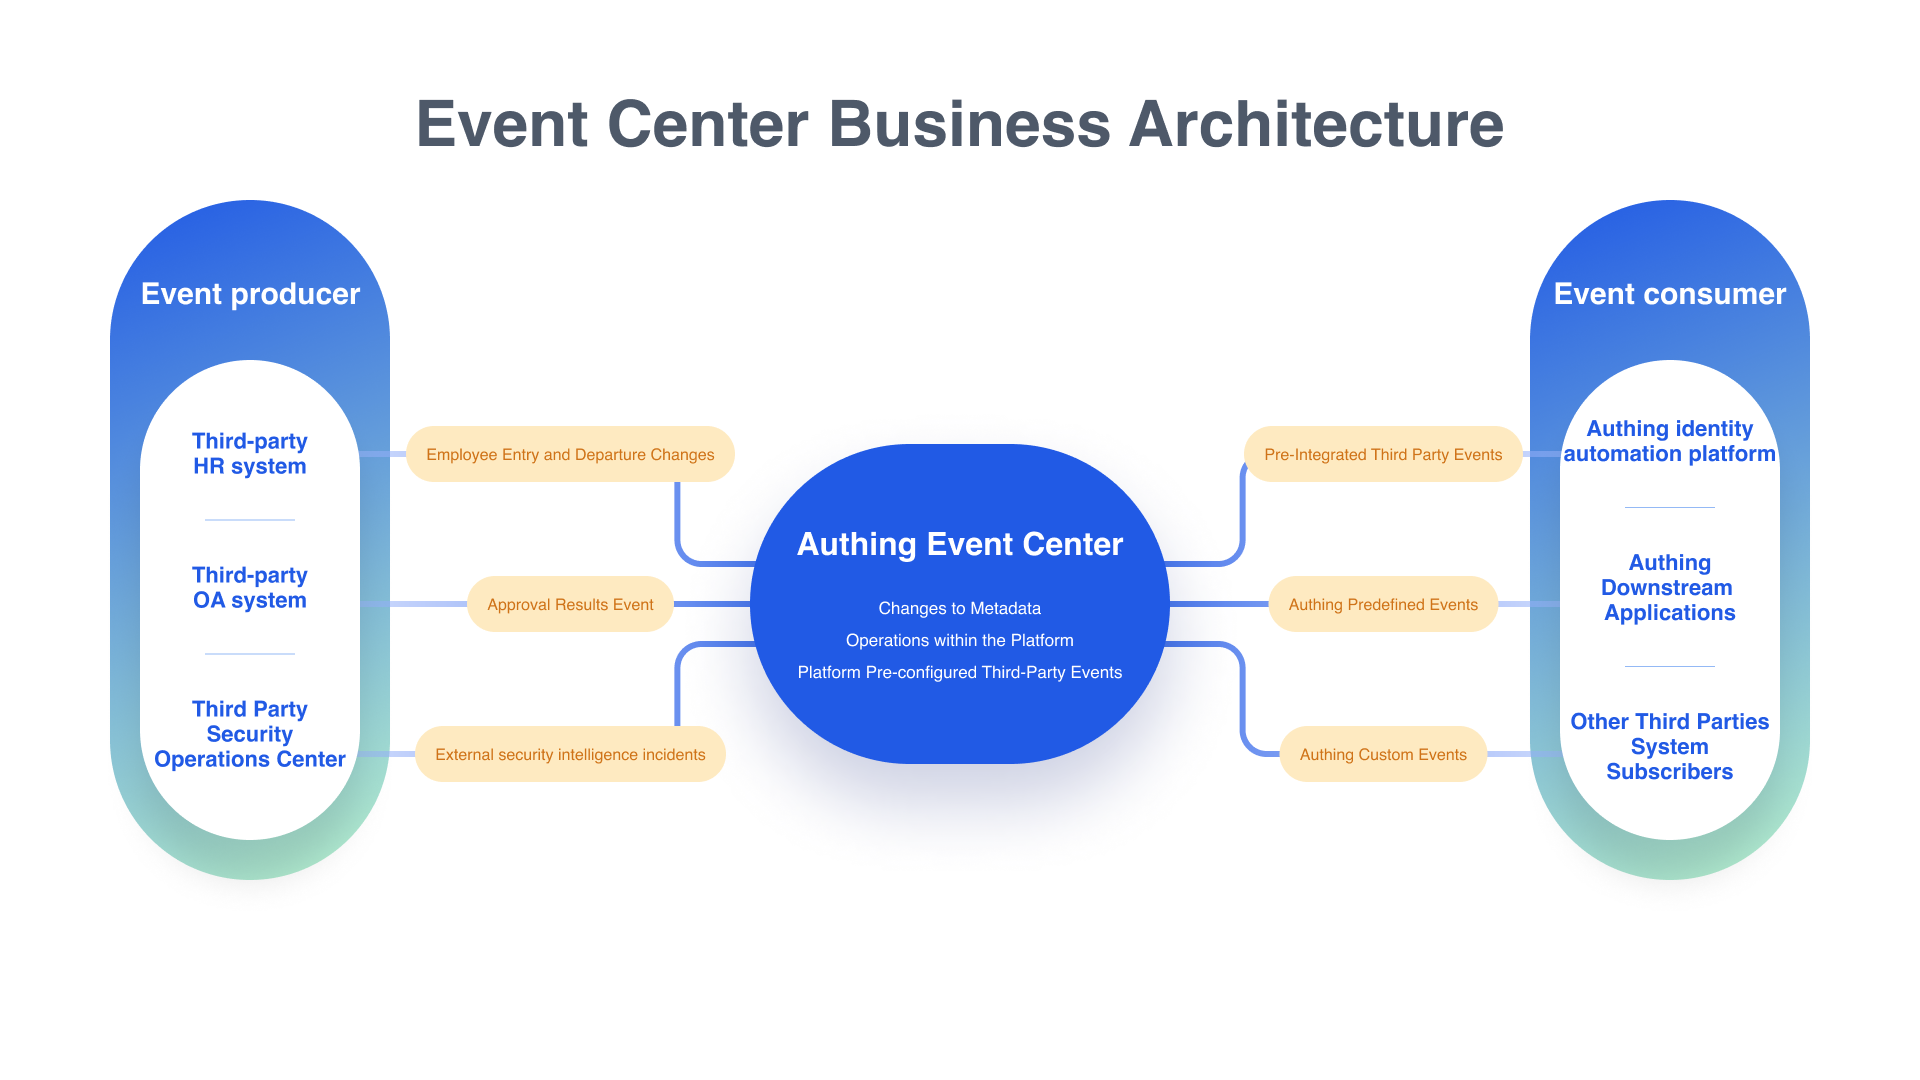 Event Center Business Architecture
Event producer
Third-party
HR system
Third-party
OA system
Third Party
Security
Operations Center
Employee Entry and Departure Changes
Approval Results Event
External security intelligence incidents
Authing Event Center
Changes to Metadata
Operations within the Platform
Platform Pre-configured Third-Party Events
Pre-Integrated Third Party Events
Authing Predefined Events
Authing Custom Events
Event consumer
Authing identity
automation platform
Authing
Downstream
Applications
Other Third Parties
System
Subscribers